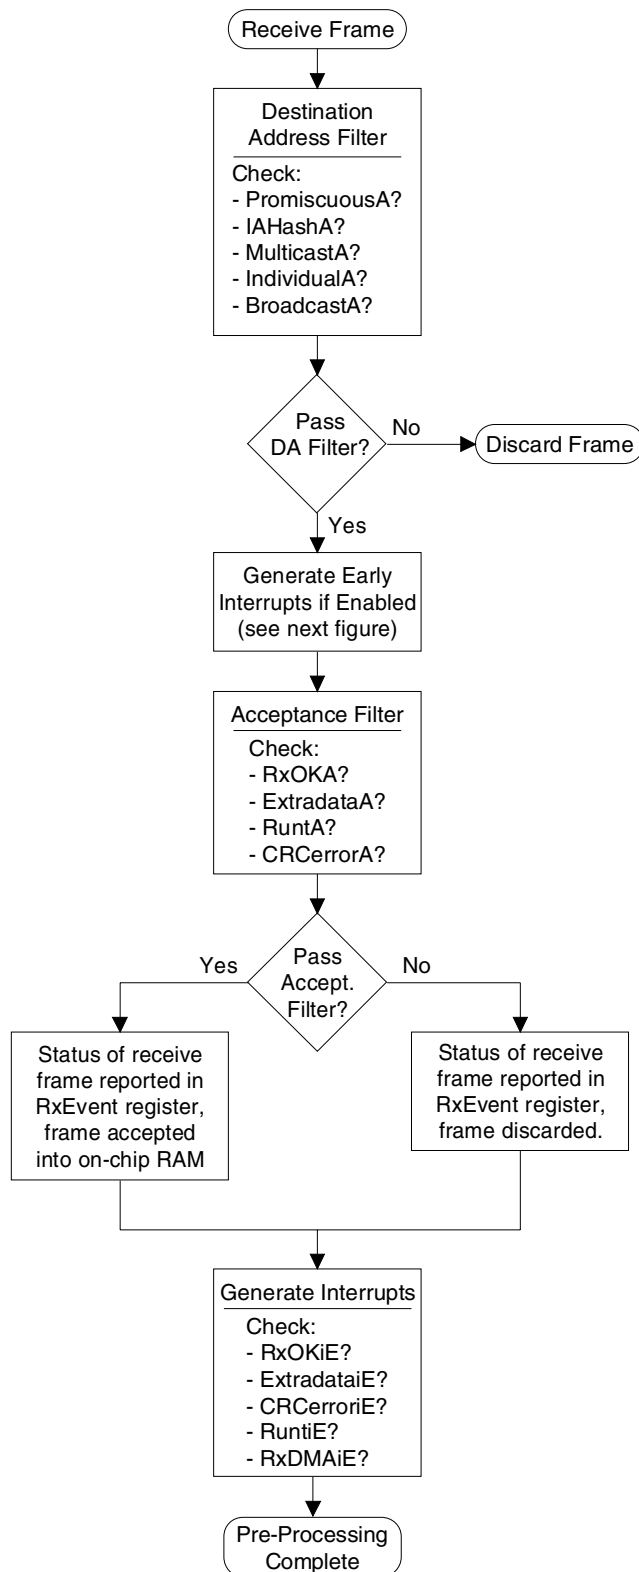 Receive Frame
Destination
Address Filter
Check:
- PromiscuousA?
- IAHashA?
- MulticastA?
- IndividualA?
- BroadcastA?
Pass
DA Filter?
No
Discard Frame
Yes
Generate Early
Interrupts if Enabled
(see next figure)
Acceptance Filter
Check:
- RxOKA?
- ExtradataA?
- RuntA?
- CRCerrorA?
Yes
Pass
Accept.
Filter?
No
Status of receive
frame reported in
RxEvent register,
frame accepted
into on-chip RAM
Status of receive
frame reported in
RxEvent register,
frame discarded.
Generate Interrupts
Check:
- RxOKiE?
- ExtradataiE?
- CRCerroriE?
- RuntiE?
- RxDMAiE?
Pre-Processing
Complete